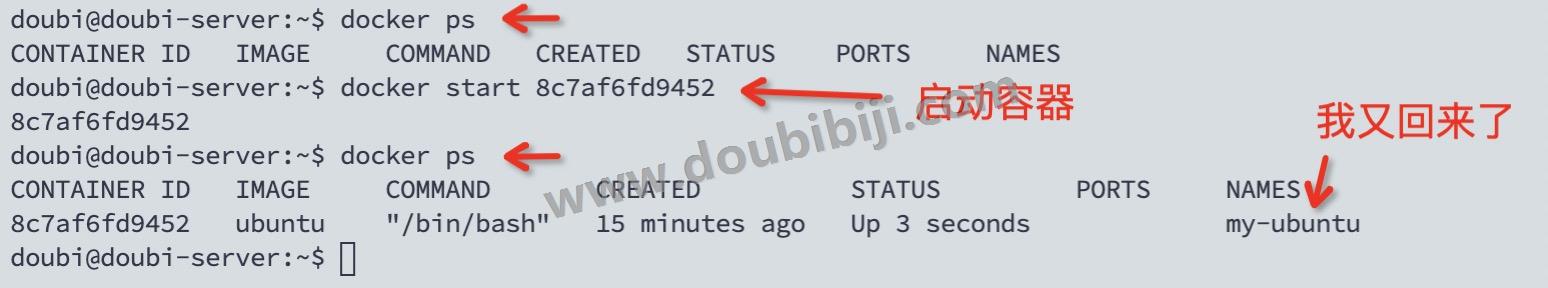 doubi@doubi-server:~$ docker ps
CONTAINER ID   IMAGE     COMMAND   CREATED   STATUS    PORTS     NAMES
doubi@doubi-server:~$ docker start 8c7af6fd9452
启动容器
8c7af6fd9452
我又回来了
doubi@doubi-server:~$ docker ps
CONTAINER ID   IMAGE     COMMAND       CREATED          STATUS         PORTS     NAMES
8c7af6fd9452   ubuntu    "/bin/bash"   15 minutes ago   Up 3 seconds             my-ubuntu
doubi@doubi-server:~$
www.doubibiji.com